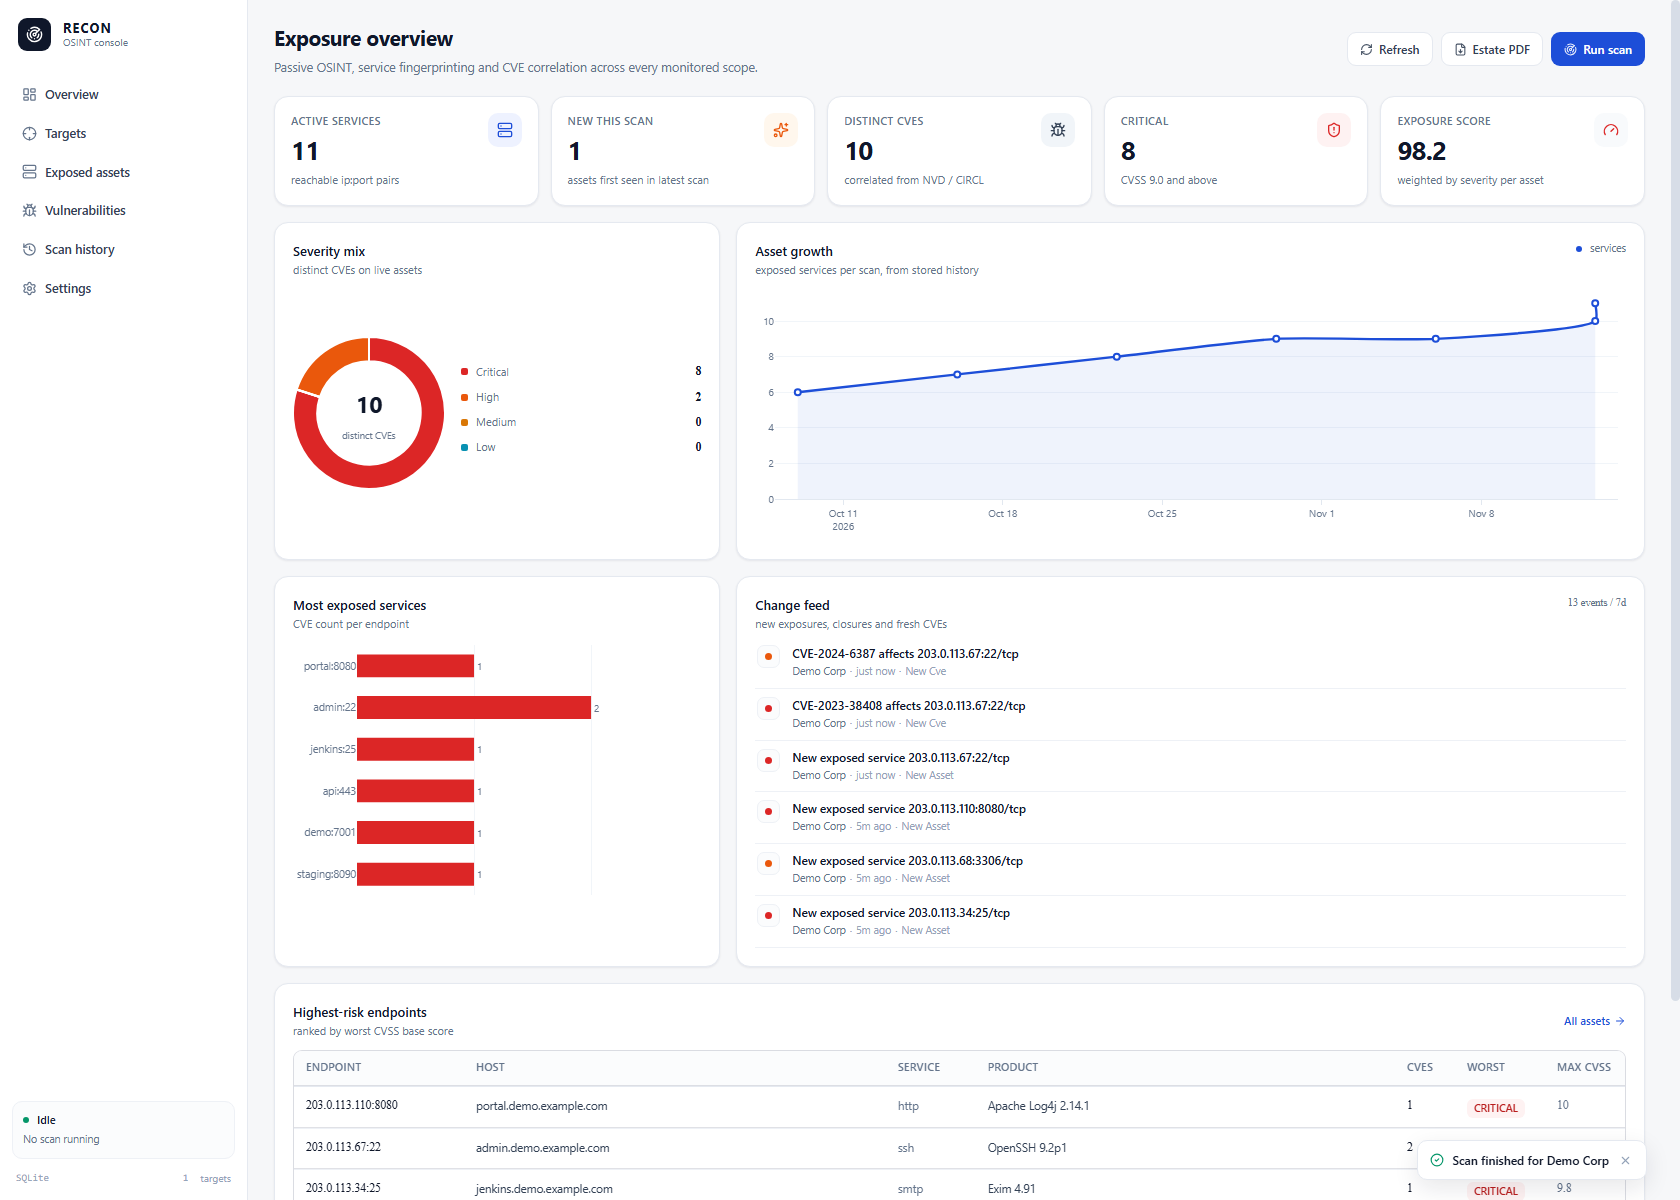 RECON
OSINT console
Overview
Targets
Exposed assets
Vulnerabilities
Scan history
Settings
Idle
No scan running
SQLite
1 targets
Exposure overview
Passive OSINT, service fingerprinting and CVE correlation across every monitored scope.
Refresh
Estate PDF
Run scan
ACTIVE SERVICES
11
reachable ip:port pairs
NEW THIS SCAN
1
assets first seen in latest scan
DISTINCT CVES
10
correlated from NVD / CIRCL
CRITICAL
8
CVSS 9.0 and above
EXPOSURE SCORE
98.2
weighted by severity per asset
Severity mix
distinct CVEs on live assets
10
distinct CVEs
Critical 8
High 2
Medium 0
Low 0
Asset growth
exposed services per scan, from stored history
services
10
8
6
4
2
0
Oct 11
2026
Oct 18
Oct 25
Nov 1
Nov 8
Most exposed services
CVE count per endpoint
portal:8080 1
admin:22 2
jenkins:25 1
api:443 1
demo:7001 1
staging:8090 1
Change feed
new exposures, closures and fresh CVEs
13 events / 7d
CVE-2024-6387 affects 203.0.113.67:22/tcp
Demo Corp · just now · New Cve
CVE-2023-38408 affects 203.0.113.67:22/tcp
Demo Corp · just now · New Cve
New exposed service 203.0.113.67:22/tcp
Demo Corp · just now · New Asset
New exposed service 203.0.113.110:8080/tcp
Demo Corp · 5m ago · New Asset
New exposed service 203.0.113.68:3306/tcp
Demo Corp · 5m ago · New Asset
New exposed service 203.0.113.34:25/tcp
Demo Corp · 5m ago · New Asset
Highest-risk endpoints
ranked by worst CVSS base score
All assets →
ENDPOINT HOST SERVICE PRODUCT CVES WORST MAX CVSS
203.0.113.110:8080 portal.demo.example.com http Apache Log4j 2.14.1 1 CRITICAL 10
203.0.113.67:22 admin.demo.example.com ssh OpenSSH 9.2p1 2
203.0.113.34:25 jenkins.demo.example.com smtp Exim 4.91 1 CRITICAL 9.8
Scan finished for Demo Corp